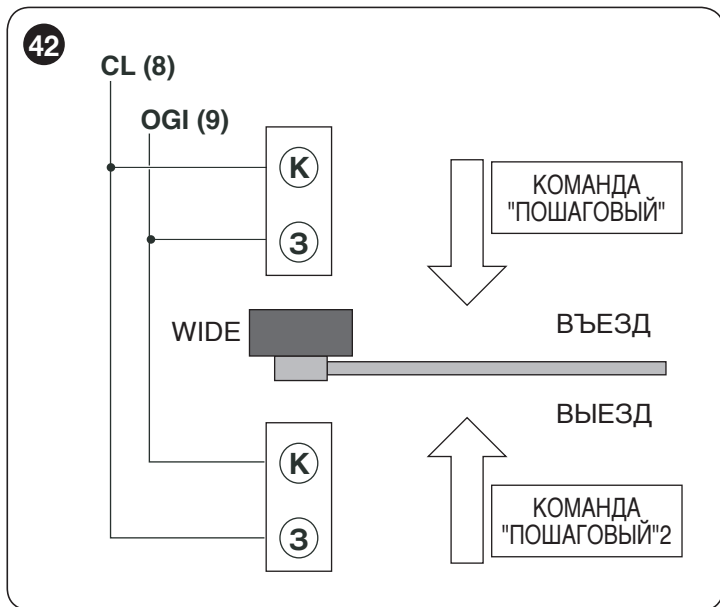 42
CL (8)
OGI (9)
К
З
КОМАНДА
"ПОШАГОВЫЙ"
WIDE
ВЪЕЗД
ВЫЕЗД
К
З
КОМАНДА
"ПОШАГОВЫЙ"2